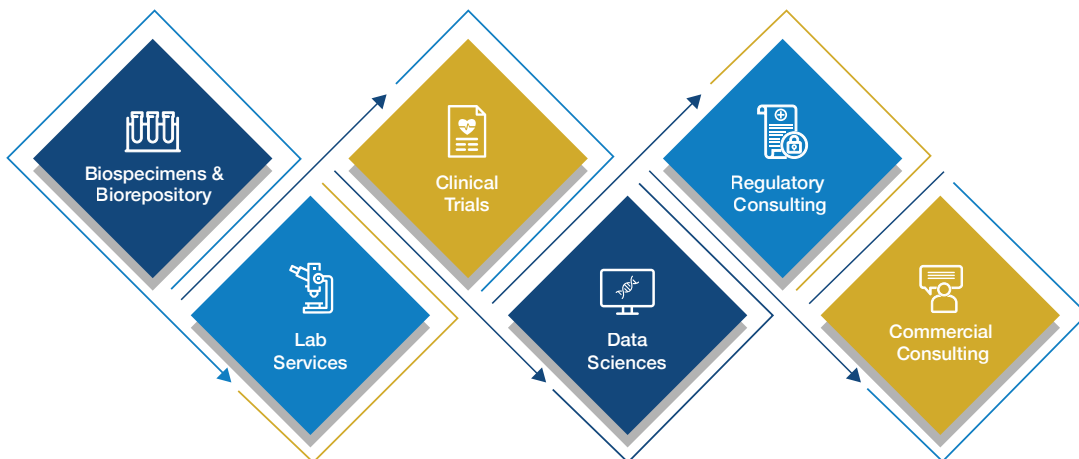 Biospecimens &
Biorepository
Lab
Services
Clinical
Trials
Data
Sciences
Regulatory
Consulting
Commercial
Consulting